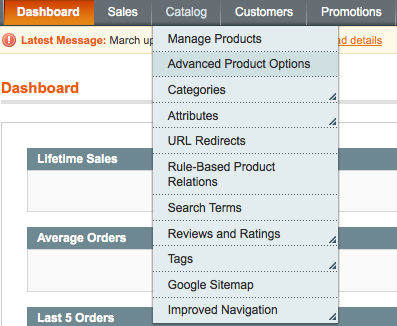 Dashboard Sales Catalog Customers Promotions
Latest Message: March up ad details
Manage Products
Advanced Product Options
Categories
Attributes
URL Redirects
Rule-Based Product
Relations
Search Terms
Reviews and Ratings
Tags
Google Sitemap
Improved Navigation
Dashboard
Lifetime Sales
Average Orders
Last 5 Orders